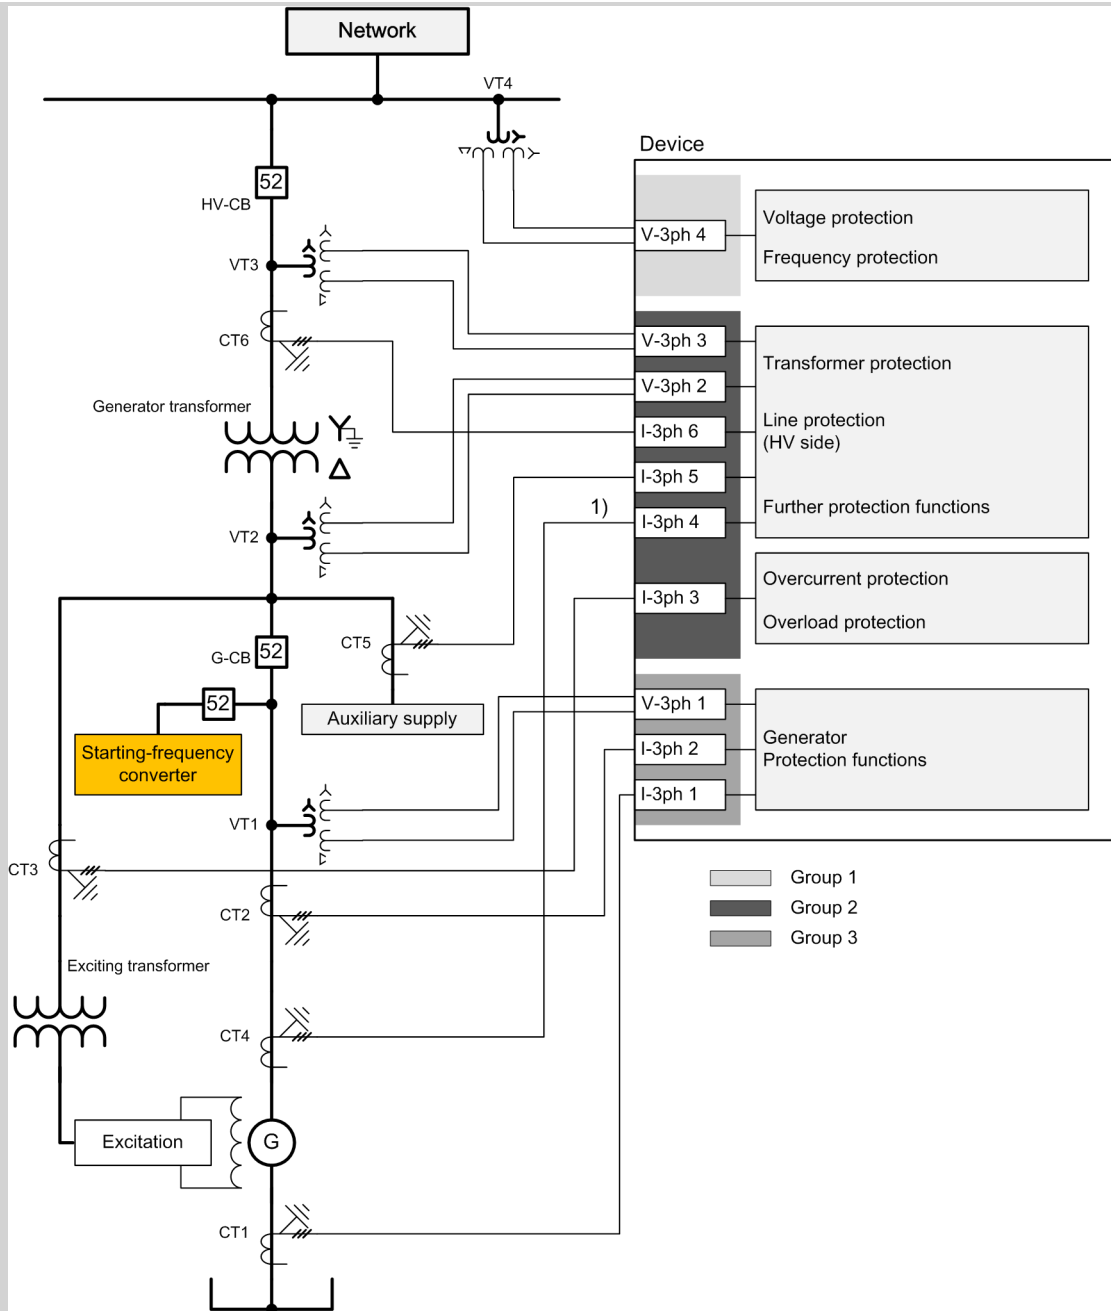 Network
VT4
Device
52
HV-CB
V-3ph 4
Voltage protection
Frequency protection
VT3
CT6
V-3ph 3
V-3ph 2
I-3ph 6
I-3ph 5
I-3ph 4
1)
Transformer protection
Line protection
(HV side)
Further protection functions
Generator transformer
VT2
I-3ph 3
Overcurrent protection
Overload protection
G-CB
52
CT5
52
Auxiliary supply
Starting-frequency
converter
V-3ph 1
I-3ph 2
I-3ph 1
Generator
Protection functions
VT1
CT3
CT2
Group 1
Group 2
Group 3
Exciting transformer
CT4
Excitation
G
CT1